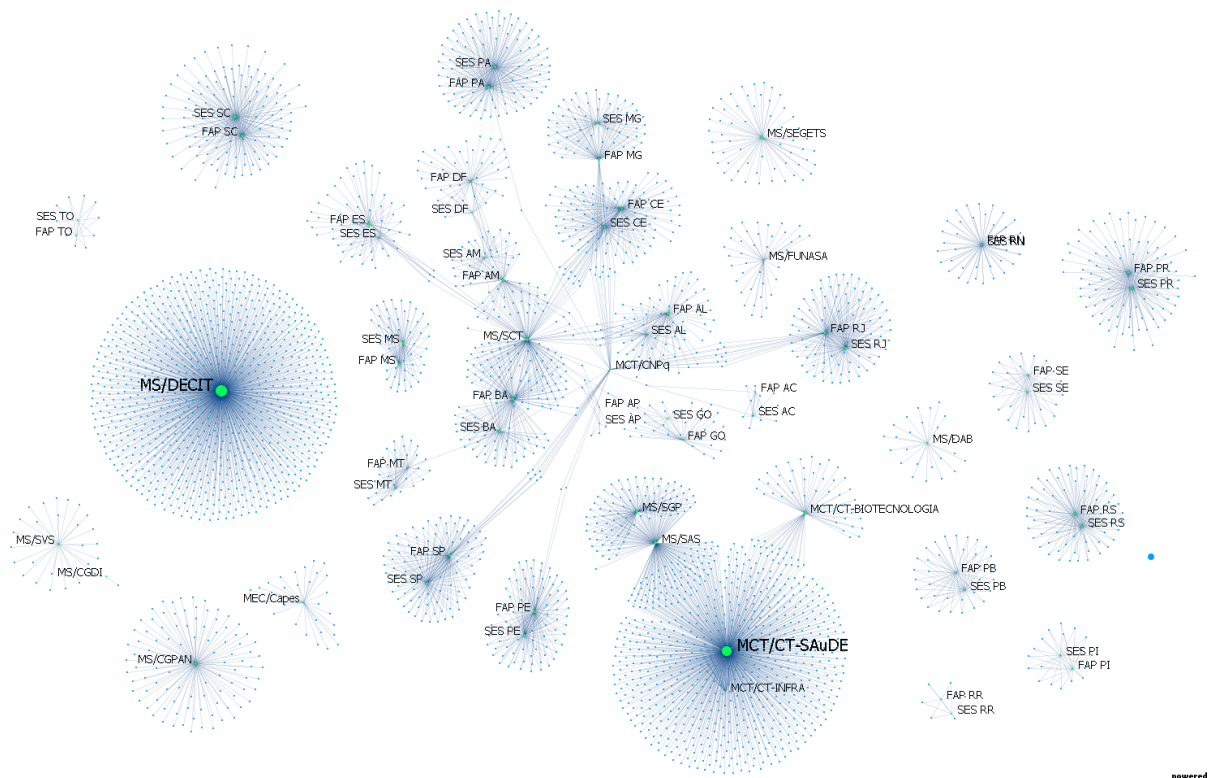 SES PA
FAP PA
SES SC
FAP SC
SES MG
FAP MG
MS/SEGETS
FAP DF
SES DF
SES TO
FAP TO
FAP ES
SES ES
FAP CE
SES CE
FAP RN
SES RN
SES AM
FAP AM
MS/FUNASA
FAP PR
SES PR
FAP AL
SES AL
FAP RJ
SES RJ
MS/SCT
SES MS
FAP MS
MCT/CNPq
FAP SE
SES SE
MS/DECIT
FAP BA
SES BA
FAP AP
SES AP
FAP AC
SES AC
SES GO
FAP GO
MS/DAB
FAP MT
SES MT
MS/SGP
MS/SAS
MCT/CT-BIOTECNOLOGIA
FAP RS
SES RS
MS/SVS
MS/CGDI
FAP SP
SES SP
FAP PB
SES PB
MEC/Capes
FAP PE
SES PE
MCT/CT-SAuDE
MCT/CT-INFRA
MS/CGPAN
SES PI
FAP PI
FAP RR
SES RR
powered